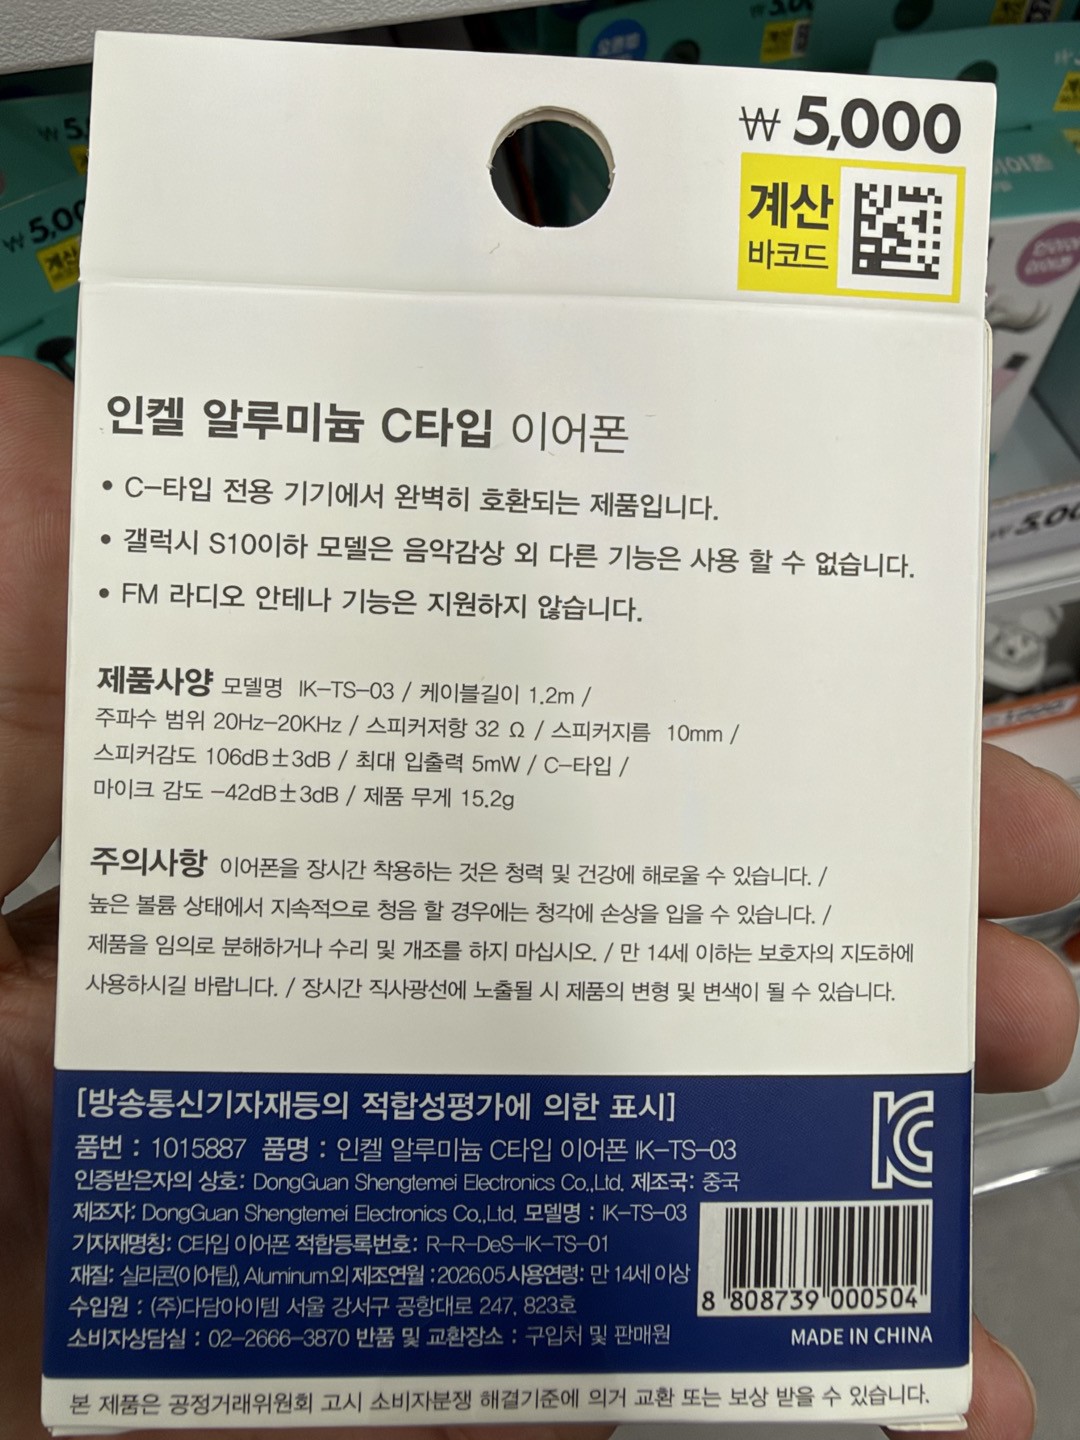 ₩ 5,000
계산
바코드
인켈 알루미늄 C타입 이어폰
• C-타입 전용 기기에서 완벽히 호환되는 제품입니다.
• 갤럭시 S10이하 모델은 음악감상 외 다른 기능은 사용 할 수 없습니다.
• FM 라디오 안테나 기능은 지원하지 않습니다.
제품사양 모델명 IK-TS-03 / 케이블길이 1.2m /
주파수 범위 20Hz-20KHz / 스피커저항 32 Ω / 스피커지름 10mm /
스피커감도 106dB±3dB / 최대 입출력 5mW / C-타입 /
마이크 감도 -42dB±3dB / 제품 무게 15.2g
주의사항 이어폰을 장시간 착용하는 것은 청력 및 건강에 해로울 수 있습니다. /
높은 볼륨 상태에서 지속적으로 청음 할 경우에는 청각에 손상을 입을 수 있습니다. /
제품을 임의로 분해하거나 수리 및 개조를 하지 마십시오. / 만 14세 이하는 보호자의 지도하에
사용하시길 바랍니다. / 장시간 직사광선에 노출될 시 제품의 변형 및 변색이 될 수 있습니다.
[방송통신기자재등의 적합성평가에 의한 표시]
품번 : 1015887 품명 : 인켈 알루미늄 C타입 이어폰 IK-TS-03
인증받은자의 상호: DongGuan Shengtemei Electronics Co.,Ltd. 제조국: 중국
제조자: DongGuan Shengtemei Electronics Co.,Ltd. 모델명 : IK-TS-03
기자재명칭: C타입 이어폰 적합등록번호: R-R-DeS-IK-TS-01
재질: 실리콘(이어팁), Aluminum외 제조연월 : 2026.05 사용연령: 만 14세 이상
수입원 : (주)다담아이템 서울 강서구 공항대로 247, 823호
소비자상담실 : 02-2666-3870 반품 및 교환장소 : 구입처 및 판매원
8 808739 000504
MADE IN CHINA
본 제품은 공정거래위원회 고시 소비자분쟁 해결기준에 의거 교환 또는 보상 받을 수 있습니다.